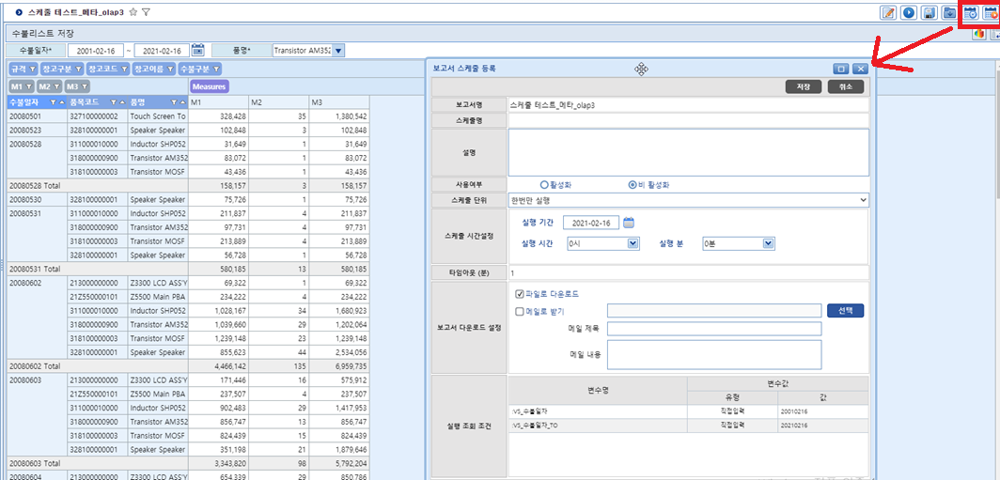 스케줄 테스트_메타_olap3
수불리스트 저장
수불일자* 2001-02-16 ~ 2021-02-16 품명* Transistor AM352
규격 창고구분 창고코드 창고이름 수불구분
M1 M2 M3 Measures
수불일자 품목코드 품명 M1 M2 M3
20080501 327100000002 Touch Screen To 328,428 35 1,380,542
20080523 328100000001 Speaker Speaker 102,848 3 308,543
20080528 311000010000 Inductor SHP052 31,649 1 31,649
318000000900 Transistor AM352 83,072 1 83,072
318100000003 Transistor MOSF 43,436 1 43,436
20080528 Total 158,157 3 158,157
20080530 328100000001 Speaker Speaker 75,726 1 75,726
20080531 311000010000 Inductor SHP052 211,837 4 211,837
318000000900 Transistor AM352 97,731 4 97,731
318100000003 Transistor MOSF 213,889 4 213,889
328100000001 Speaker Speaker 56,728 1 56,728
20080531 Total 580,185 13 580,185
20080602 213000000000 Z3300 LCD ASS'Y 69,322 1 69,322
21Z550000101 Z5500 Main PBA 234,222 4 234,222
311000010000 Inductor SHP052 1,028,167 34 1,680,923
318000000900 Transistor AM352 1,039,660 29 1,202,064
318100000003 Transistor MOSF 1,239,148 23 1,239,148
328100000001 Speaker Speaker 855,623 44 2,534,056
20080602 Total 4,466,142 135 6,959,735
20080603 213000000000 Z3300 LCD ASS'Y 171,446 16 575,912
21Z550000101 Z5500 Main PBA 237,507 4 237,507
311000010000 Inductor SHP052 902,483 29 1,417,953
318000000900 Transistor AM352 856,747 13 856,747
318100000003 Transistor MOSF 824,439 15 824,439
328100000001 Speaker Speaker 351,198 21 1,879,646
20080603 Total 3,343,820 98 5,792,204
20080604 213000000000 Z3300 LCD ASS'Y 654,339 29 850,786
보고서 스케줄 등록
저장 취소
보고서명 스케줄 테스트_메타_olap3
스케줄명
설명
사용여부 활성화 비 활성화
스케줄 단위 한번만 실행
스케줄 시간설정
실행 기간 2021-02-16
실행 시간 0시 실행 분 0분
타임아웃 (분) 1
보고서 다운로드 설정
파일로 다운로드
메일로 받기 선택
메일 제목
메일 내용
실행 조회 조건
변수명 변수값
유형 값
:VS_수불일자 직접입력 20010216
:VS_수불일자_TO 직접입력 20210216